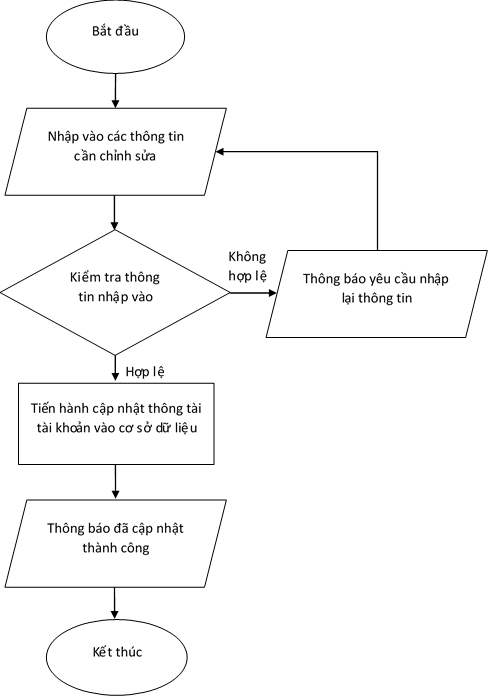 Bắt đầu
Nhập vào các thông tin
cần chỉnh sửa
Kiểm tra thông
tin nhập vào
Không
hợp lệ
Thông báo yêu cầu nhập
lại thông tin
Hợp lệ
Tiến hành cập nhật thông tài
tài khoản vào cơ sở dữ liệu
Thông báo đã cập nhật
thành công
Kết thúc